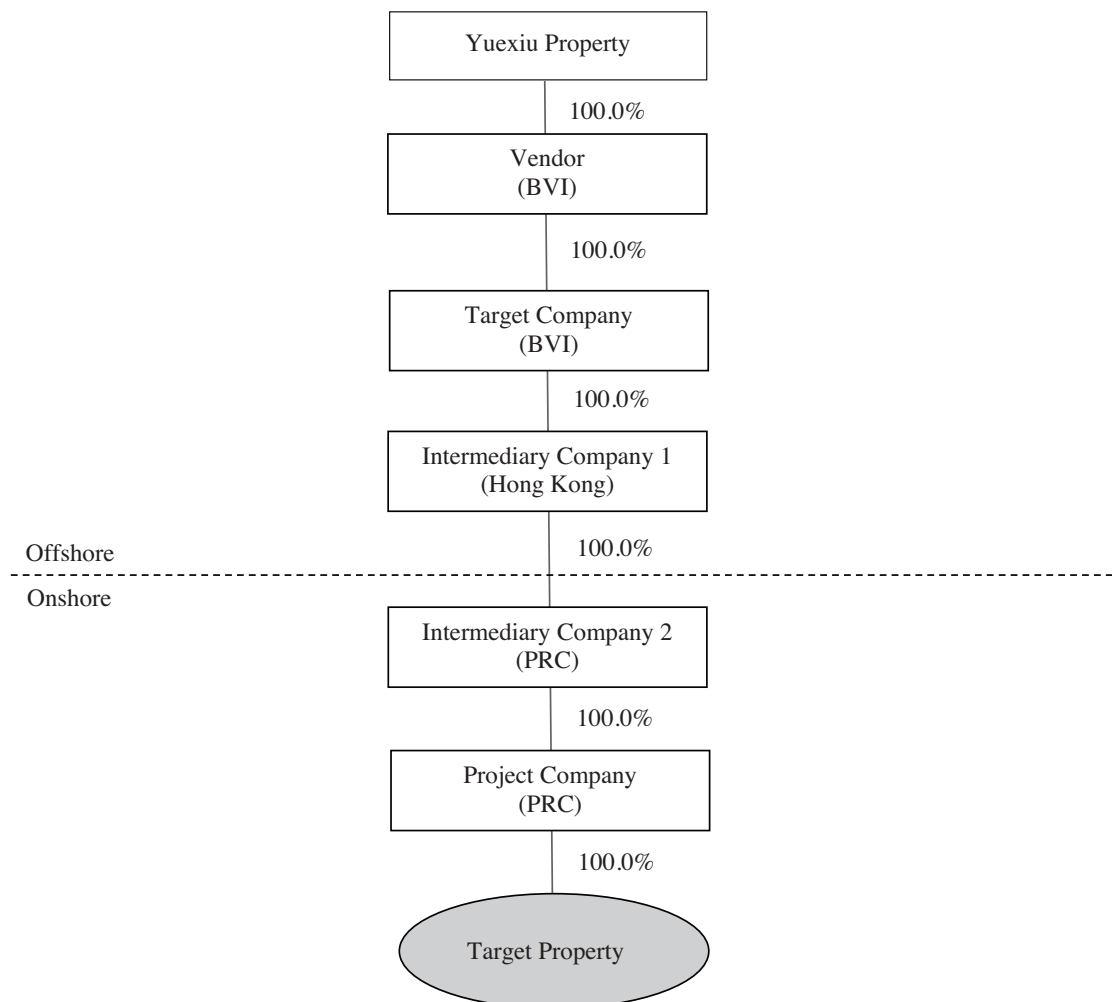 Yuexiu Property
100.0%
Vendor
(BVI)
100.0%
Target Company
(BVI)
100.0%
Intermediary Company 1
(Hong Kong)
100.0%
Offshore
Onshore
Intermediary Company 2
(PRC)
100.0%
Project Company
(PRC)
100.0%
Target Property